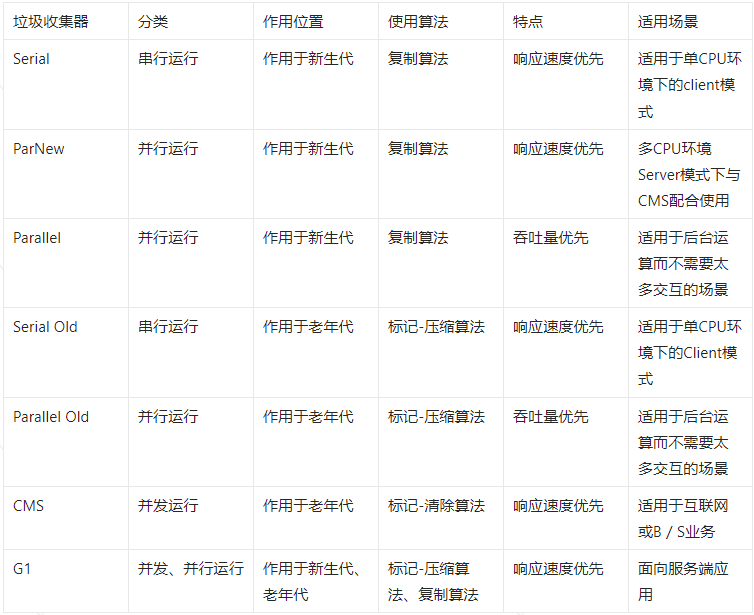 垃圾收集器 分类 作用位置 使用算法 特点 适用场景
Serial 串行运行 作用于新生代 复制算法 响应速度优先 适用于单CPU环
境下的client模
式
ParNew 并行运行 作用于新生代 复制算法 响应速度优先 多CPU环境
Server模式下与
CMS配合使用
Parallel 并行运行 作用于新生代 复制算法 吞吐量优先 适用于后台运
算而不需要太
多交互的场景
Serial Old 串行运行 作用于老年代 标记-压缩算法 响应速度优先 适用于单CPU环
境下的Client模
式
Parallel Old 并行运行 作用于老年代 标记-压缩算法 吞吐量优先 适用于后台运
算而不需要太
多交互的场景
CMS 并发运行 作用于老年代 标记-清除算法 响应速度优先 适用于互联网
或B / S业务
G1 并发、并行运行 作用于新生代、 标记-压缩算 响应速度优先 面向服务端应
老年代 法、复制算法 用